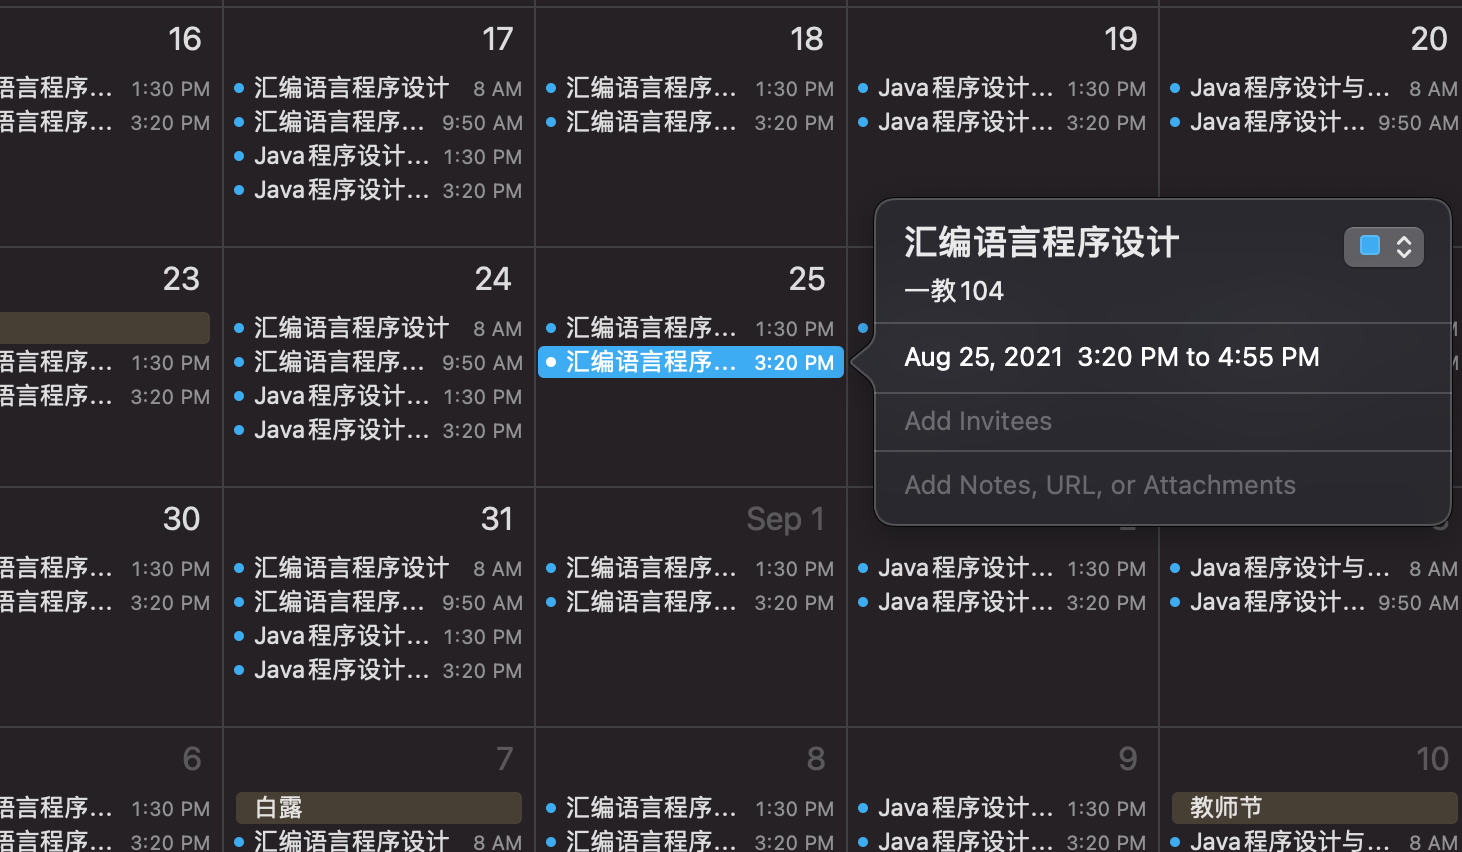 16
17
18
19
20
语言程序… 1:30 PM
语言程序… 3:20 PM
汇编语言程序设计 8 AM
汇编语言程序… 9:50 AM
Java程序设计… 1:30 PM
Java程序设计… 3:20 PM
汇编语言程序… 1:30 PM
汇编语言程序… 3:20 PM
Java程序设计… 1:30 PM
Java程序设计… 3:20 PM
Java程序设计与… 8 AM
Java程序设计… 9:50 AM
23
24
25
语言程序… 1:30 PM
语言程序… 3:20 PM
汇编语言程序设计 8 AM
汇编语言程序… 9:50 AM
Java程序设计… 1:30 PM
Java程序设计… 3:20 PM
汇编语言程序… 1:30 PM
汇编语言程序… 3:20 PM
汇编语言程序设计
一教104
Aug 25, 2021 3:20 PM to 4:55 PM
Add Invitees
Add Notes, URL, or Attachments
30
31
Sep 1
语言程序… 1:30 PM
语言程序… 3:20 PM
汇编语言程序设计 8 AM
汇编语言程序… 9:50 AM
Java程序设计… 1:30 PM
Java程序设计… 3:20 PM
汇编语言程序… 1:30 PM
汇编语言程序… 3:20 PM
Java程序设计… 1:30 PM
Java程序设计… 3:20 PM
Java程序设计与… 8 AM
Java程序设计… 9:50 AM
6
7
8
9
10
语言程序… 1:30 PM
语言程序… 3:20 PM
白露
汇编语言程序设计 8 AM
汇编语言程序… 1:30 PM
汇编语言程序… 3:20 PM
Java程序设计… 1:30 PM
Java程序设计… 3:20 PM
教师节
Java程序设计与… 8 AM